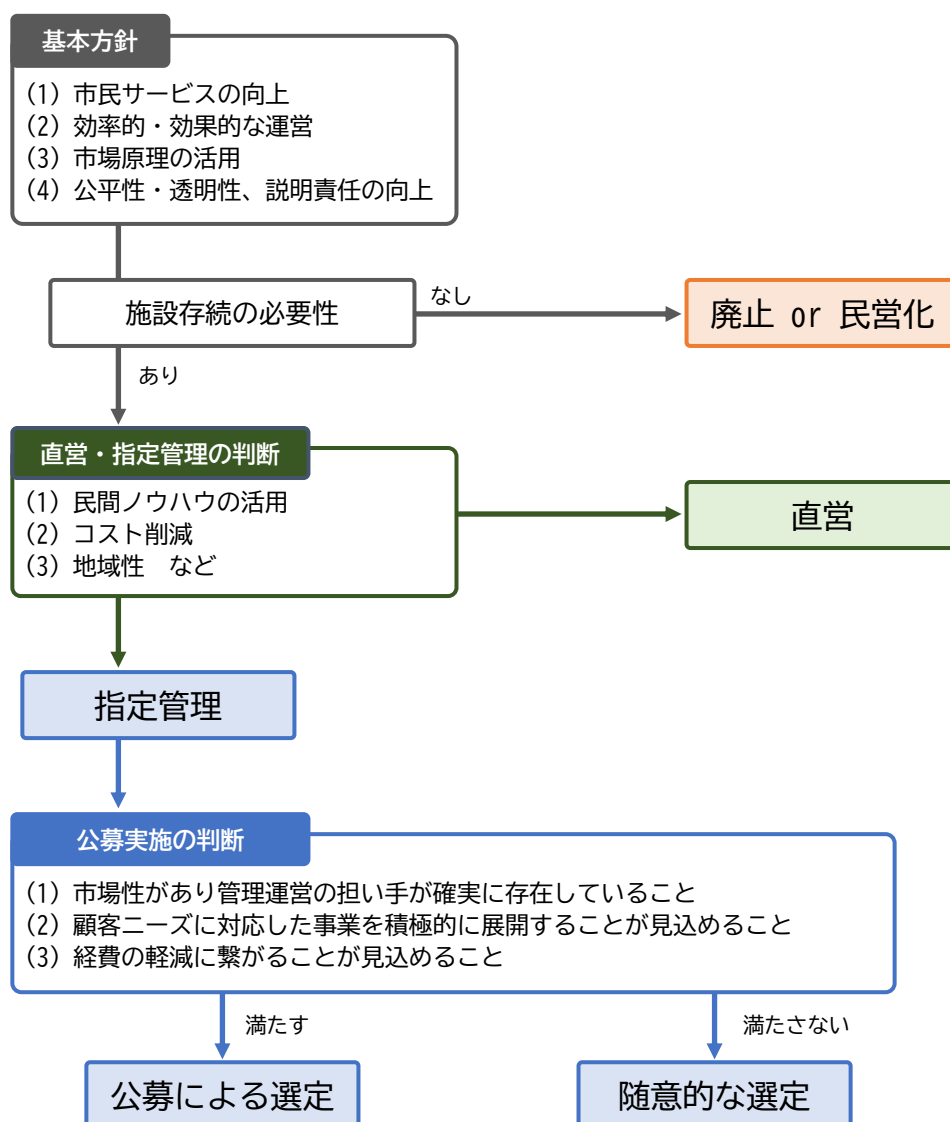 基本方針
(1) 市民サービスの向上
(2) 効率的・効果的な運営
(3) 市場原理の活用
(4) 公平性・透明性、説明責任の向上
施設存続の必要性
なし
廃止 or 民営化
あり
直営・指定管理の判断
(1) 民間ノウハウの活用
(2) コスト削減
(3) 地域性　など
直営
指定管理
公募実施の判断
(1) 市場性があり管理運営の担い手が確実に存在していること
(2) 顧客ニーズに対応した事業を積極的に展開することが見込めること
(3) 経費の軽減に繋がることが見込めること
満たす
満たさない
公募による選定
随意的な選定